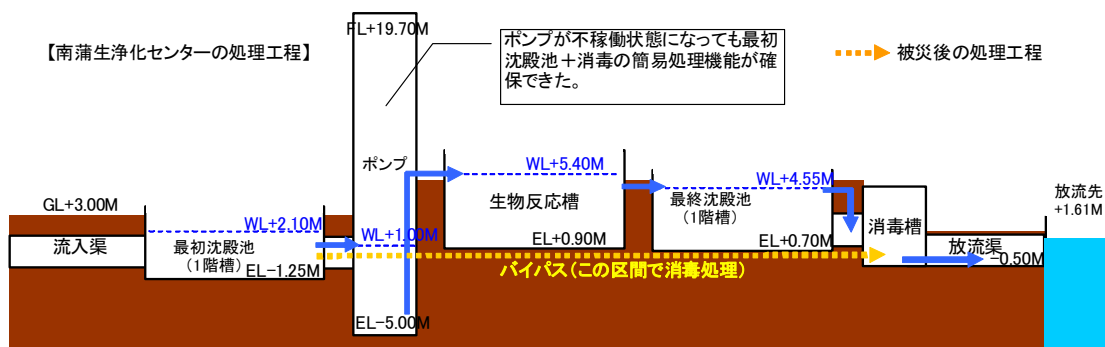 【南蒲生浄化センターの処理工程】
FL+19.70M
ポンプが不稼働状態になっても最初
沈殿池+消毒の簡易処理機能が確
保できた。
被災後の処理工程
ポンプ
WL+5.40M
生物反応槽
EL+0.90M
WL+4.55M
最終沈殿池
(1階槽)
EL+0.70M
消毒槽
放流先
+1.61M
GL+3.00M
流入渠
WL+2.10M
最初沈殿池
(1階槽)
EL-1.25M
WL+1.00M
バイパス(この区間で消毒処理)
放流渠
-0.50M
EL-5.00M